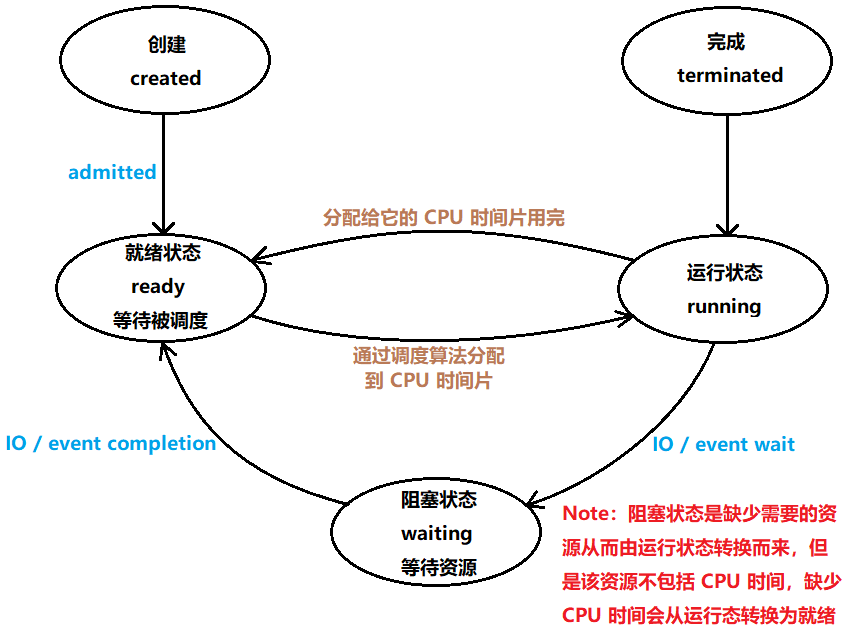 创建
created
完成
terminated
admitted
分配给它的 CPU 时间片用完
就绪状态
ready
等待被调度
运行状态
running
通过调度算法分配
到 CPU 时间片
IO / event completion
IO / event wait
阻塞状态
waiting
等待资源
Note：阻塞状态是缺少需要的资
源从而由运行状态转换而来，但
是该资源不包括 CPU 时间，缺少
CPU 时间会从运行态转换为就绪